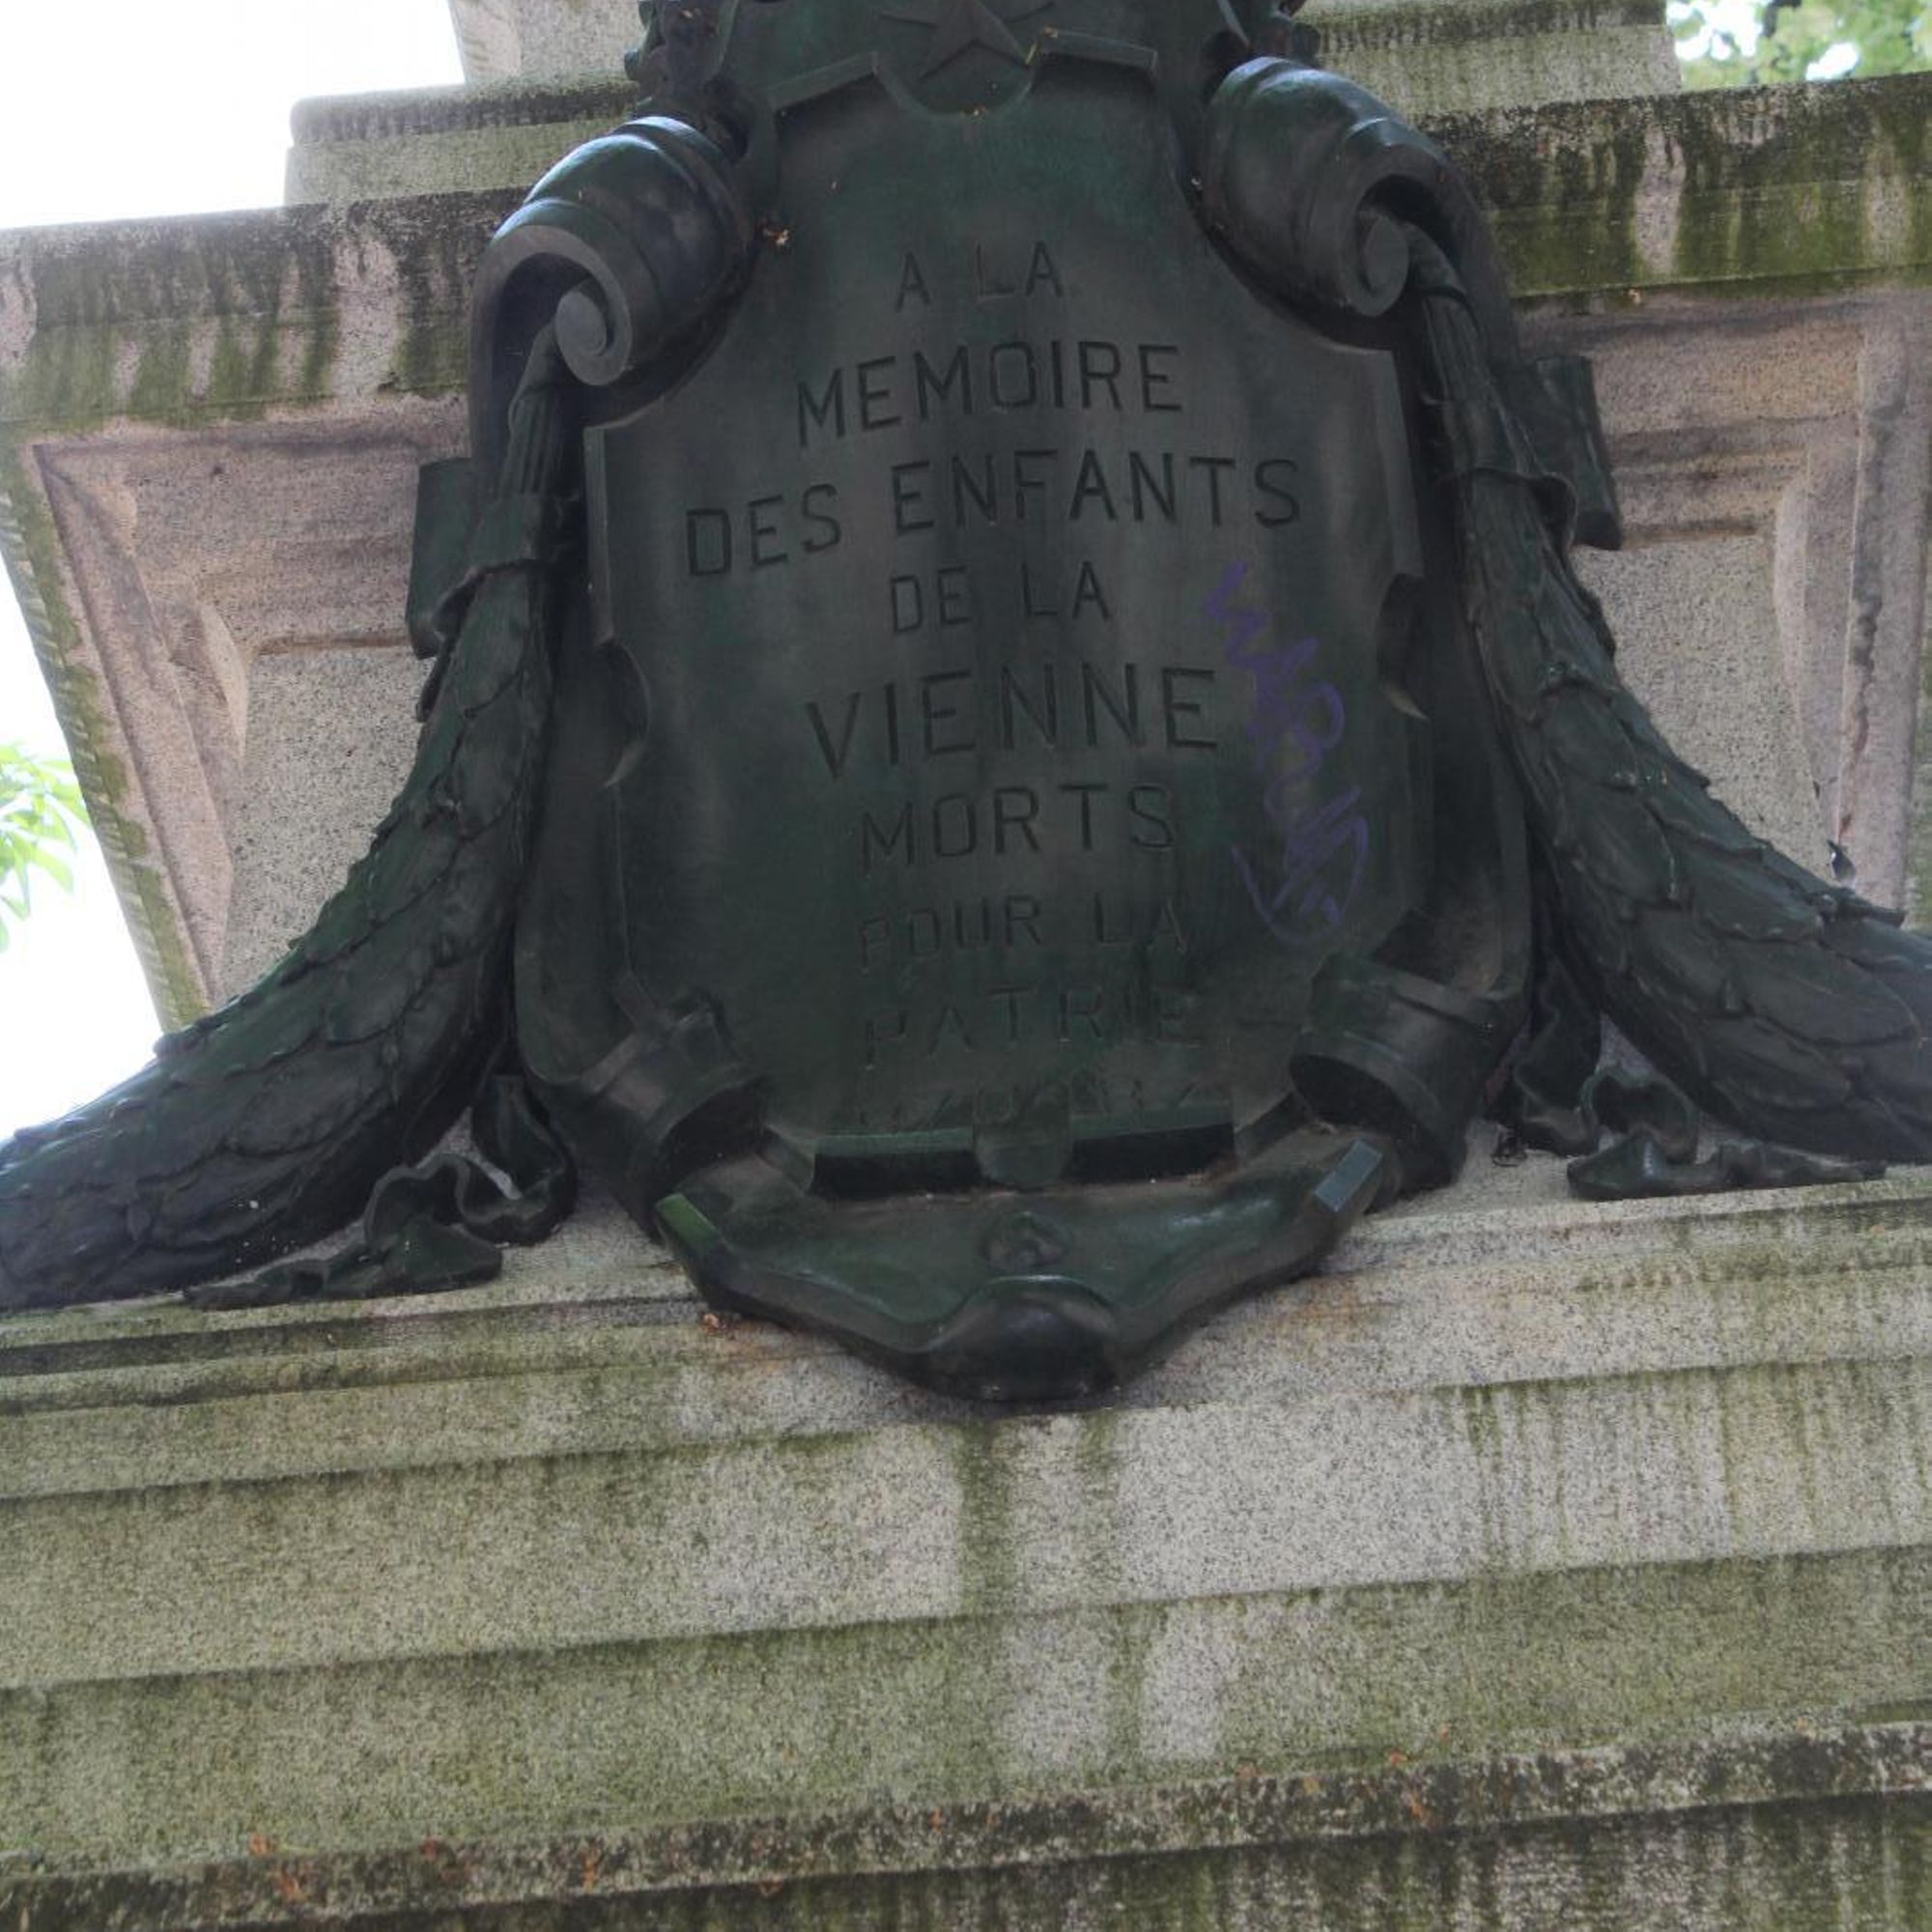 A LA
MEMOIRE
DES ENFANTS
DE LA
VIENNE
MORTS
POUR LA
PATRIE